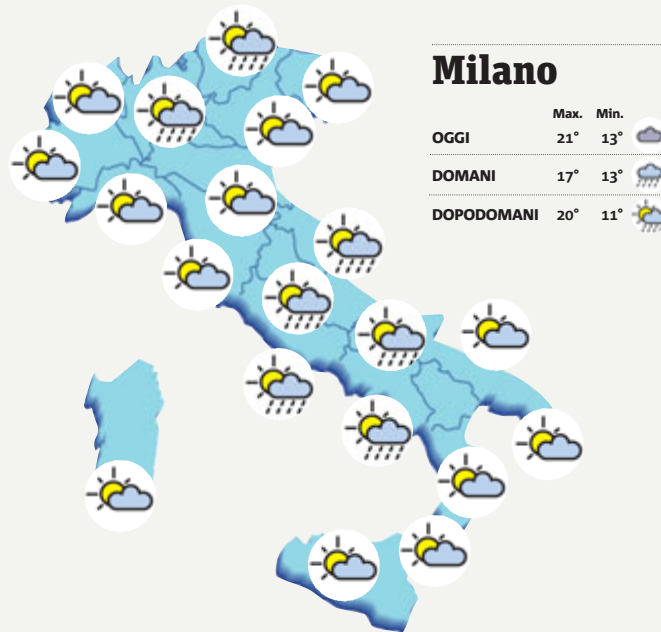 Milano
Max. Min.
OGGI 21° 13°
DOMANI 17° 13°
DOPODOMANI 20° 11°